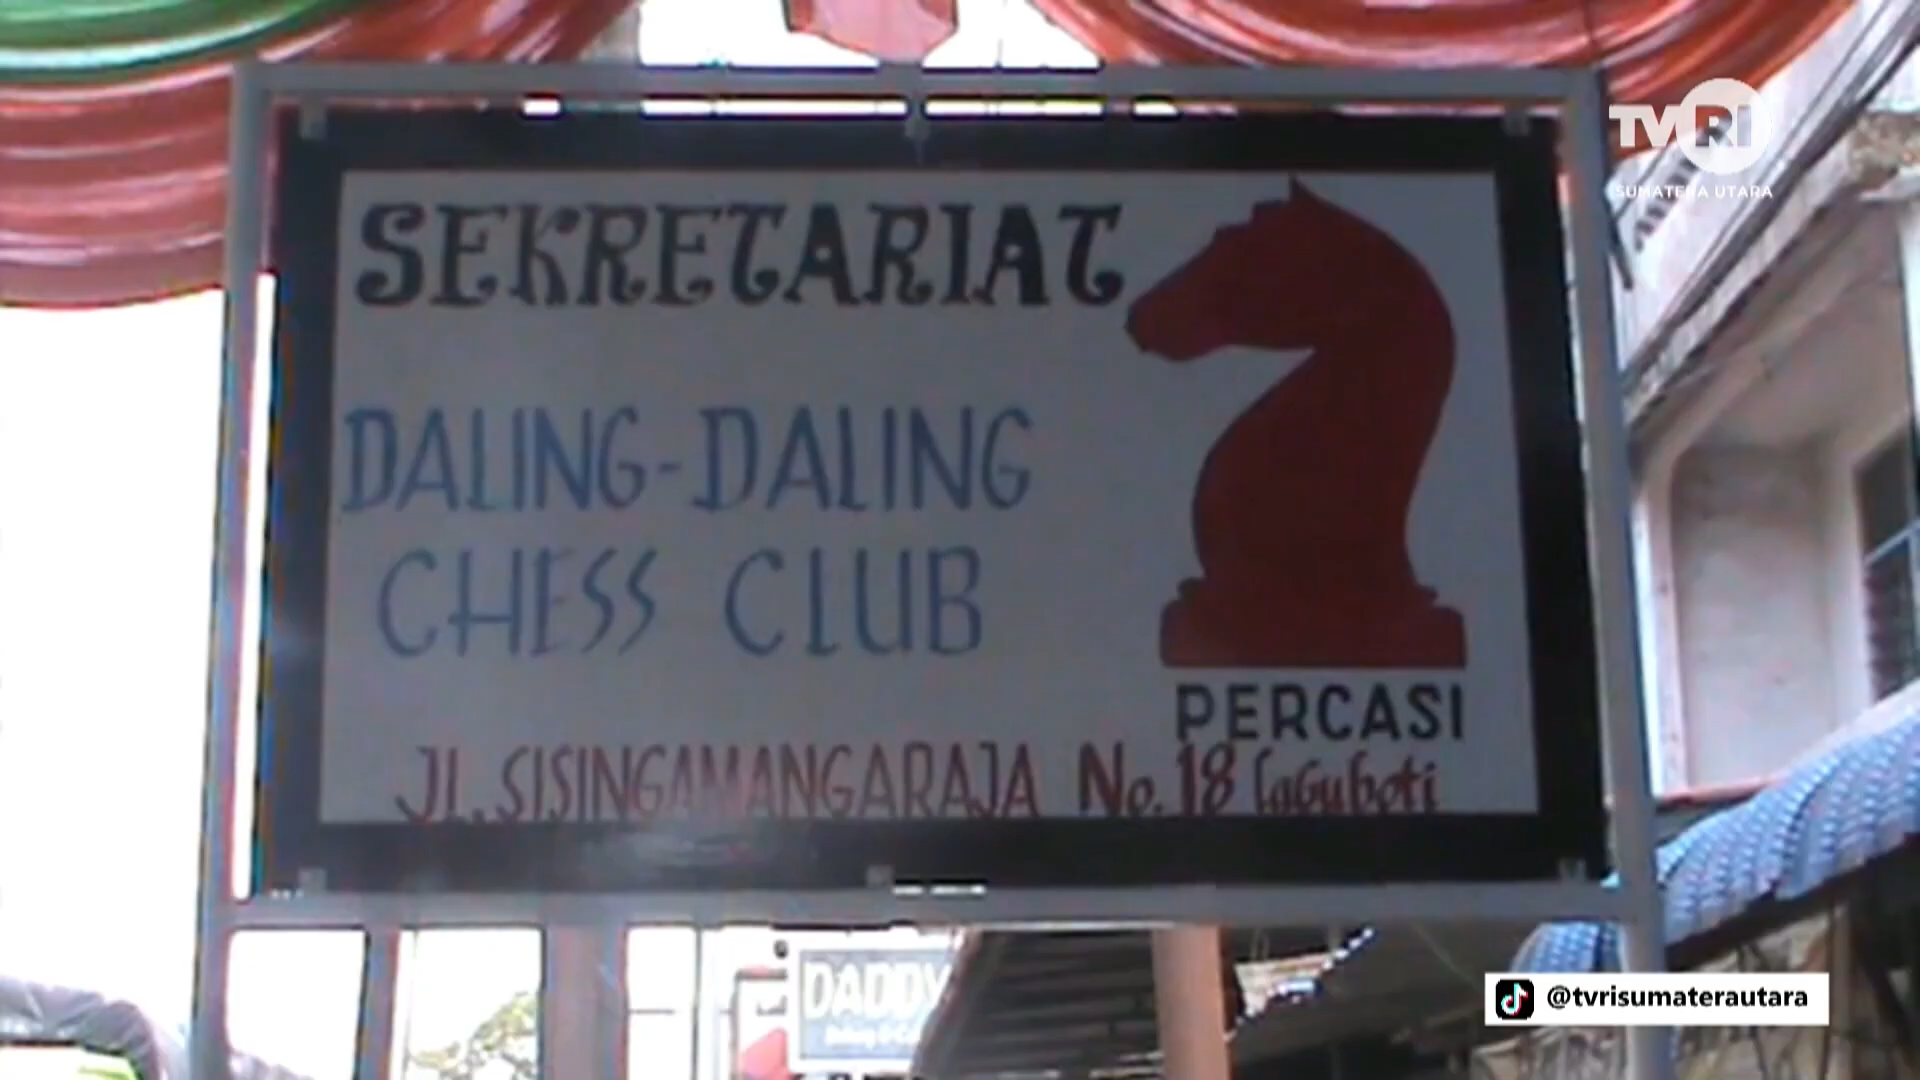 TVRI
SUMATERA UTARA
SEKRETARIAT
DALING-DALING
CHESS CLUB
PERCASI
JL. SISINGAMANGARAJA No. 18 laguboti
DADDY
@tvrisumaterautara